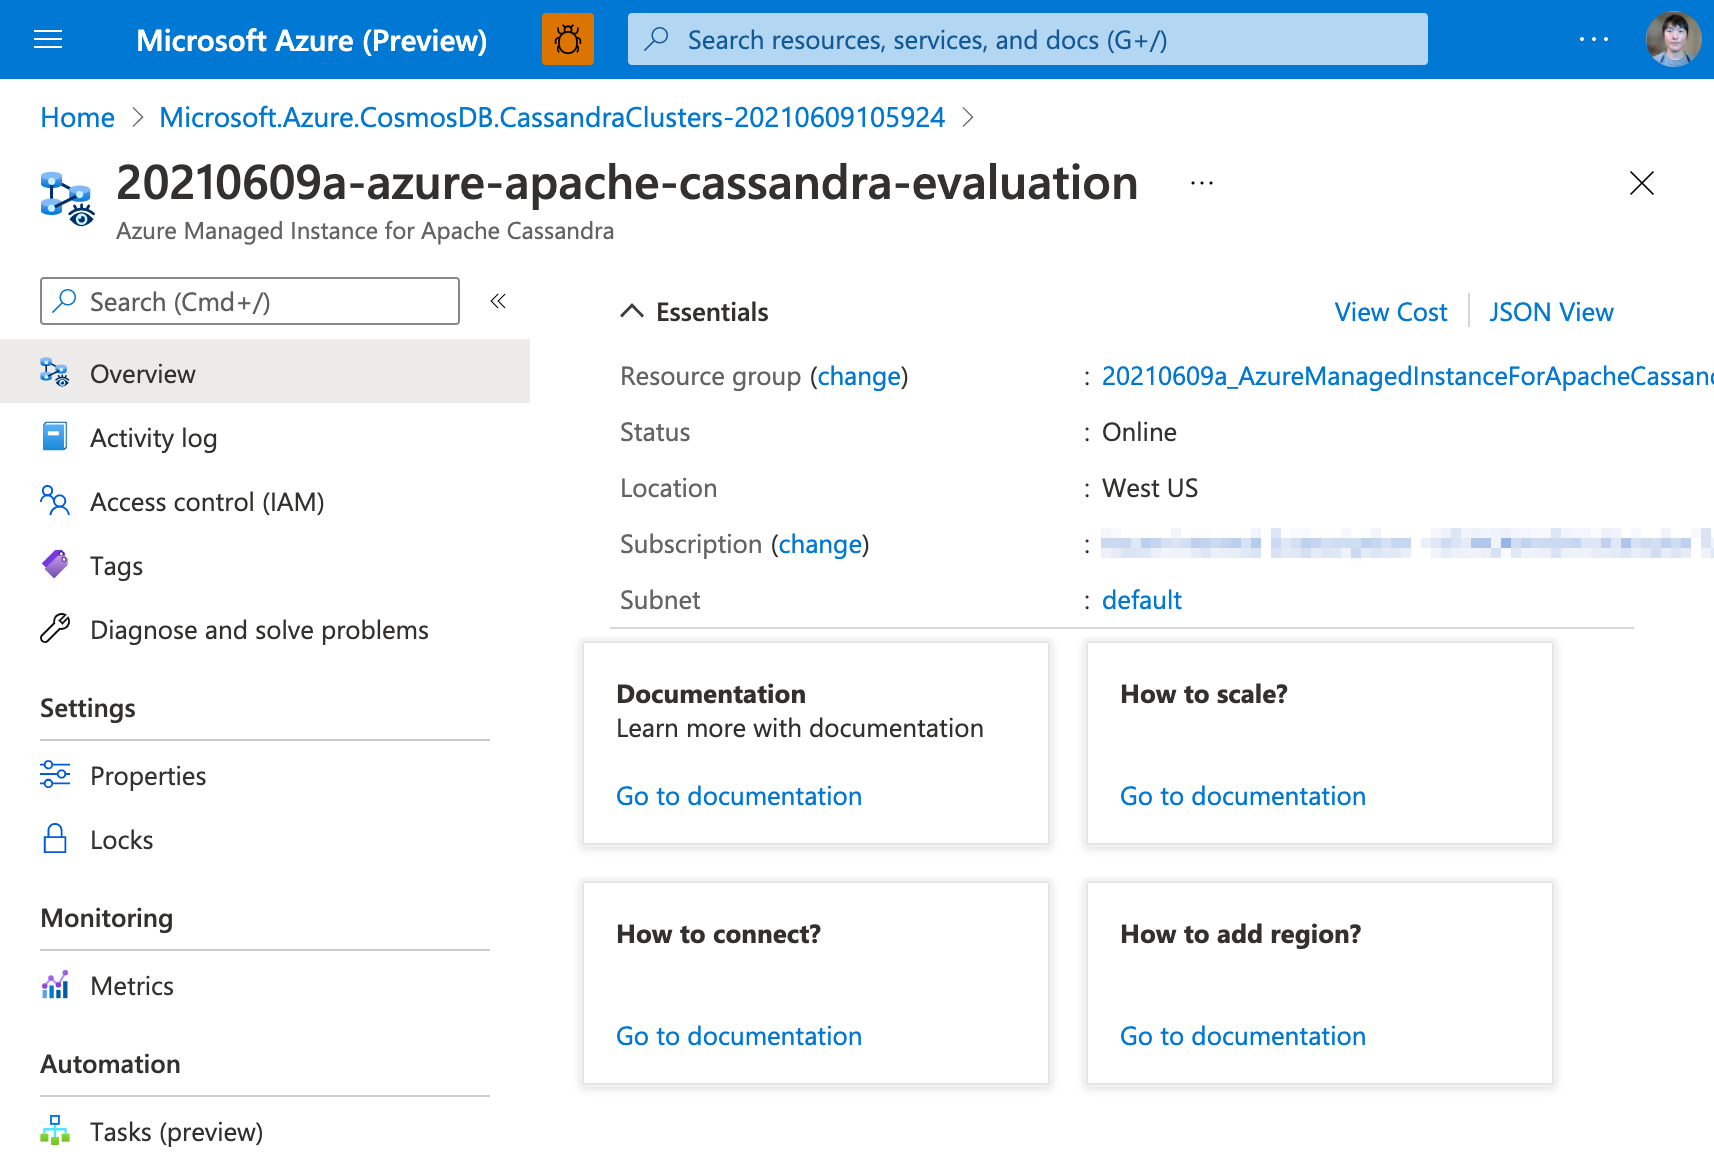 Microsoft Azure (Preview)
Search resources, services, and docs (G+/)
Home > Microsoft.Azure.CosmosDB.CassandraClusters-20210609105924 >
20210609a-azure-apache-cassandra-evaluation ...
Azure Managed Instance for Apache Cassandra
Search (Cmd+/)
Overview
Activity log
Access control (IAM)
Tags
Diagnose and solve problems
Settings
Properties
Locks
Monitoring
Metrics
Automation
Tasks (preview)
Essentials
View Cost
JSON View
Resource group (change) : 20210609a_AzureManagedInstanceForApacheCassan
Status : Online
Location : West US
Subscription (change) :
Subnet : default
Documentation
Learn more with documentation
Go to documentation
How to scale?
Go to documentation
How to connect?
Go to documentation
How to add region?
Go to documentation